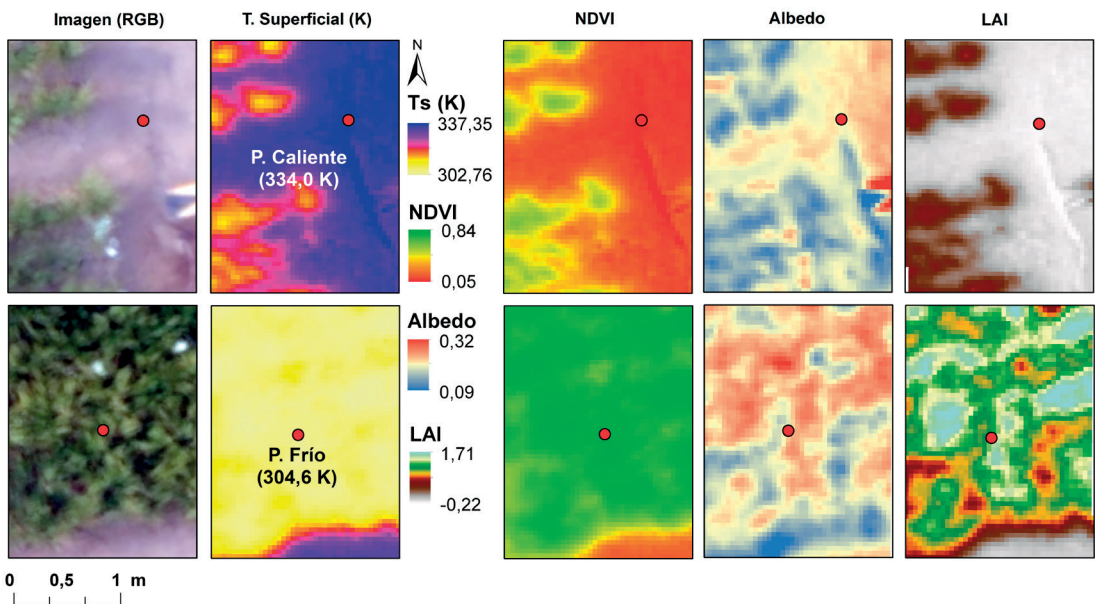 Imagen (RGB)
T. Superficial (K)
NDVI
Albedo
LAI
N
Ts (K)
337,35
302,76
P. Caliente
(334,0 K)
NDVI
0,84
0,05
Albedo
0,32
0,09
P. Frío
(304,6 K)
LAI
1,71
-0,22
0 0,5 1 m